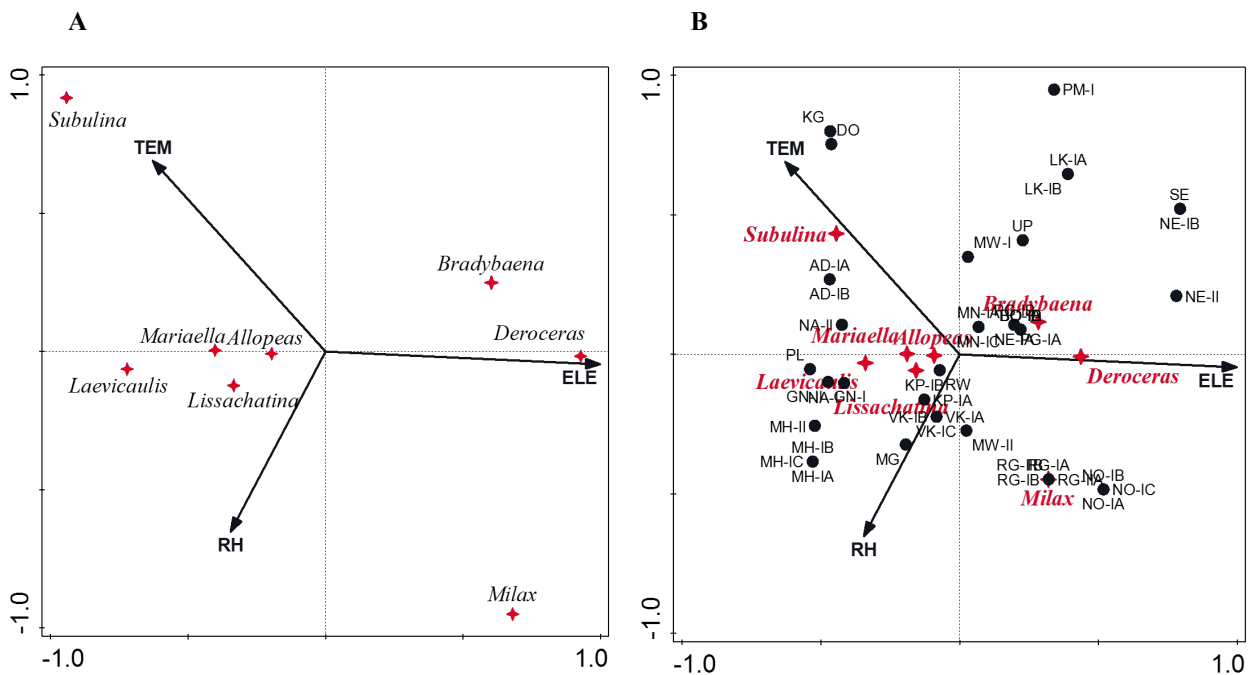 A
B
1.0
Subulina
TEM
Bradybaena
Mariaella
Allopeas
Deroceras
ELE
Laevicaulis
Lissachatina
RH
Milax
-1.0
-1.0
1.0
1.0
PM-I
KG
DO
TEM
LK-IA
LK-IB
SE
NE-IB
UP
MW-I
Subulina
AD-IA
AD-IB
NE-II
Bradybaena
NA-II
MN-IA
MN-IC
NE-IA
TG-IA
Mariaella
Allopeas
PL
Laevicaulis
Deroceras
ELE
KP-IB
RW
GN-II
NA-I
GN-I
Lissachatina
KP-IA
VK-IB
VK-IA
VK-IC
MH-II
MW-II
MH-IB
MG
MH-IC
MH-IA
RG-IA
RG-IB
NO-IB
NO-IC
NO-IA
Milax
RH
-1.0
-1.0
1.0